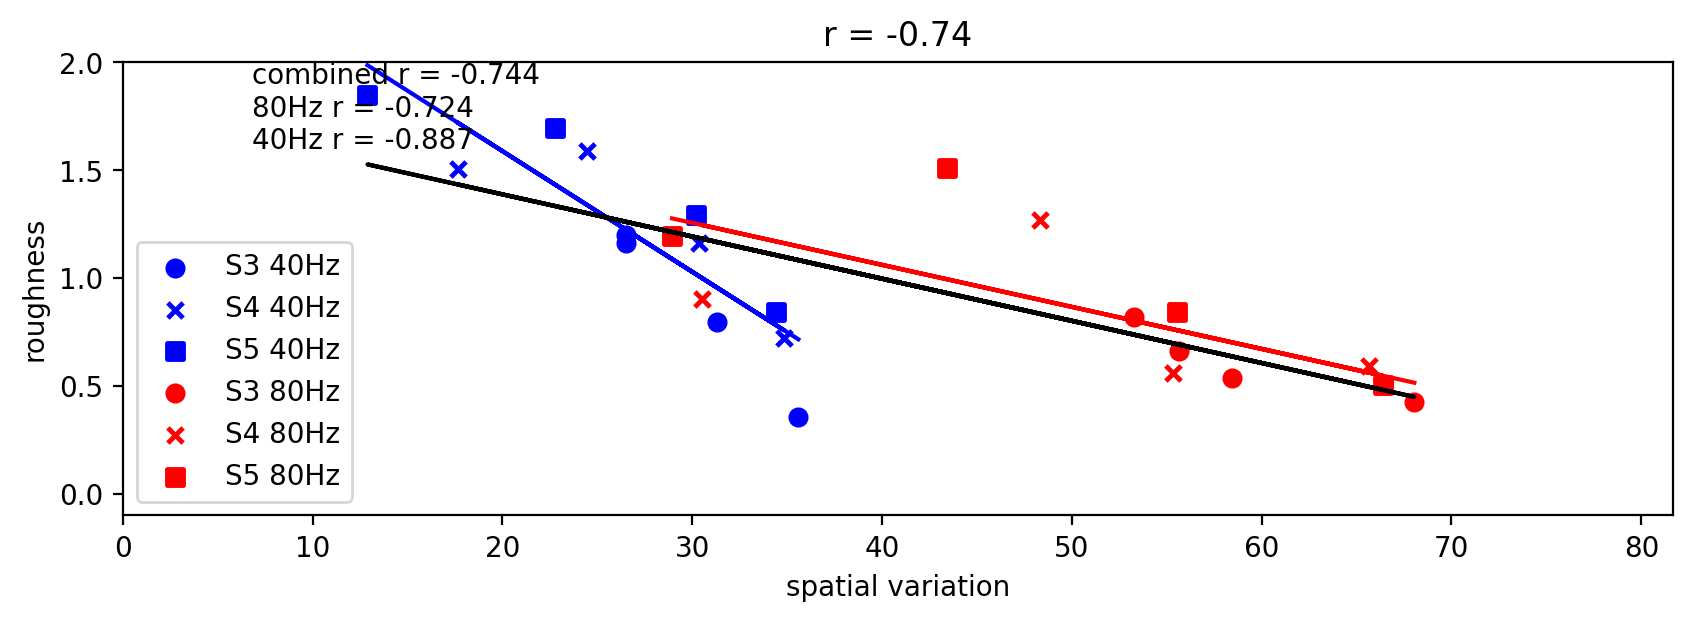 r = -0.74
combined r = -0.744
80Hz r = -0.724
40Hz r = -0.887
2.0
1.5
1.0
0.5
0.0
roughness
S3 40Hz
S4 40Hz
S5 40Hz
S3 80Hz
S4 80Hz
S5 80Hz
0 10 20 30 40 50 60 70 80
spatial variation